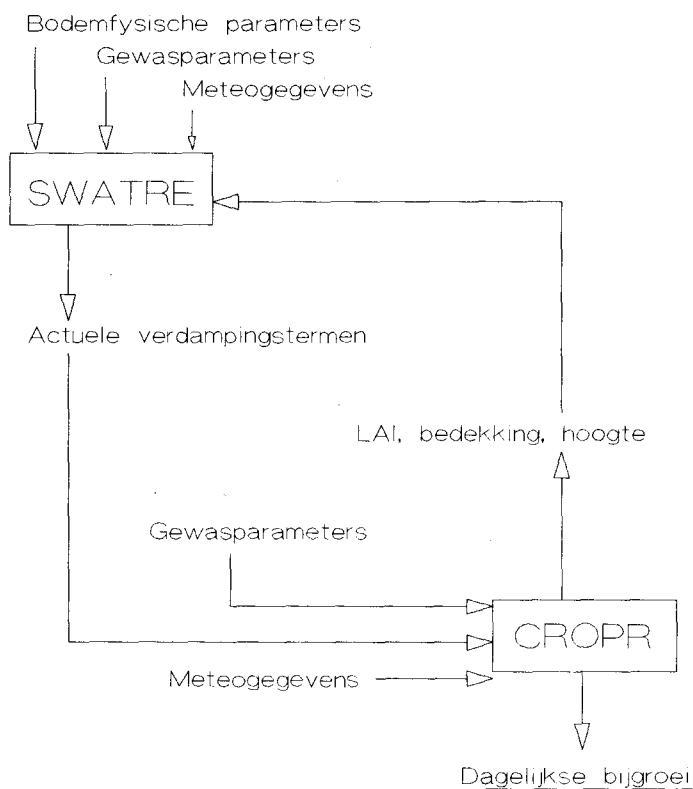 Bodemfysische parameters
Gewasparameters
Meteogegevens
SWATRE
Actuele verdampingstermen
LAI, bedekking, hoogte
Gewasparameters
CROPR
Meteogegevens
Dagelijkse bijgroei